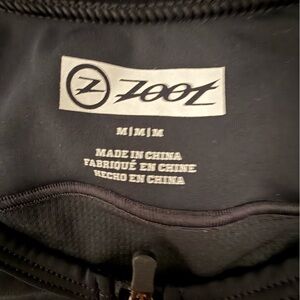 Z ZOOT
M|M|M
MADE IN CHINA
FABRIQUÉ EN CHINE
HECHO EN CHINA